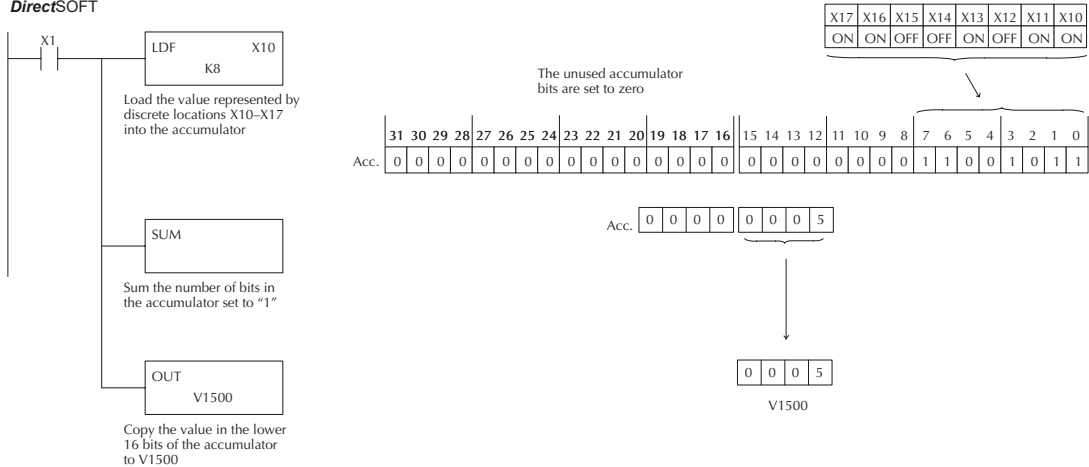 DirectSOFT
X1
LDF X10
K8
Load the value represented by
discrete locations X10–X17
into the accumulator
SUM
Sum the number of bits in
the accumulator set to “1”
OUT
V1500
Copy the value in the lower
16 bits of the accumulator
to V1500
X17 X16 X15 X14 X13 X12 X11 X10
ON ON OFF OFF ON OFF ON ON
The unused accumulator
bits are set to zero
31 30 29 28 27 26 25 24 23 22 21 20 19 18 17 16 15 14 13 12 11 10 9 8 7 6 5 4 3 2 1 0
Acc. 0 0 0 0 0 0 0 0 0 0 0 0 0 0 0 0 0 0 0 0 0 0 0 0 1 1 0 0 1 0 1 1
Acc. 0 0 0 0 0 0 0 5
0 0 0 5
V1500